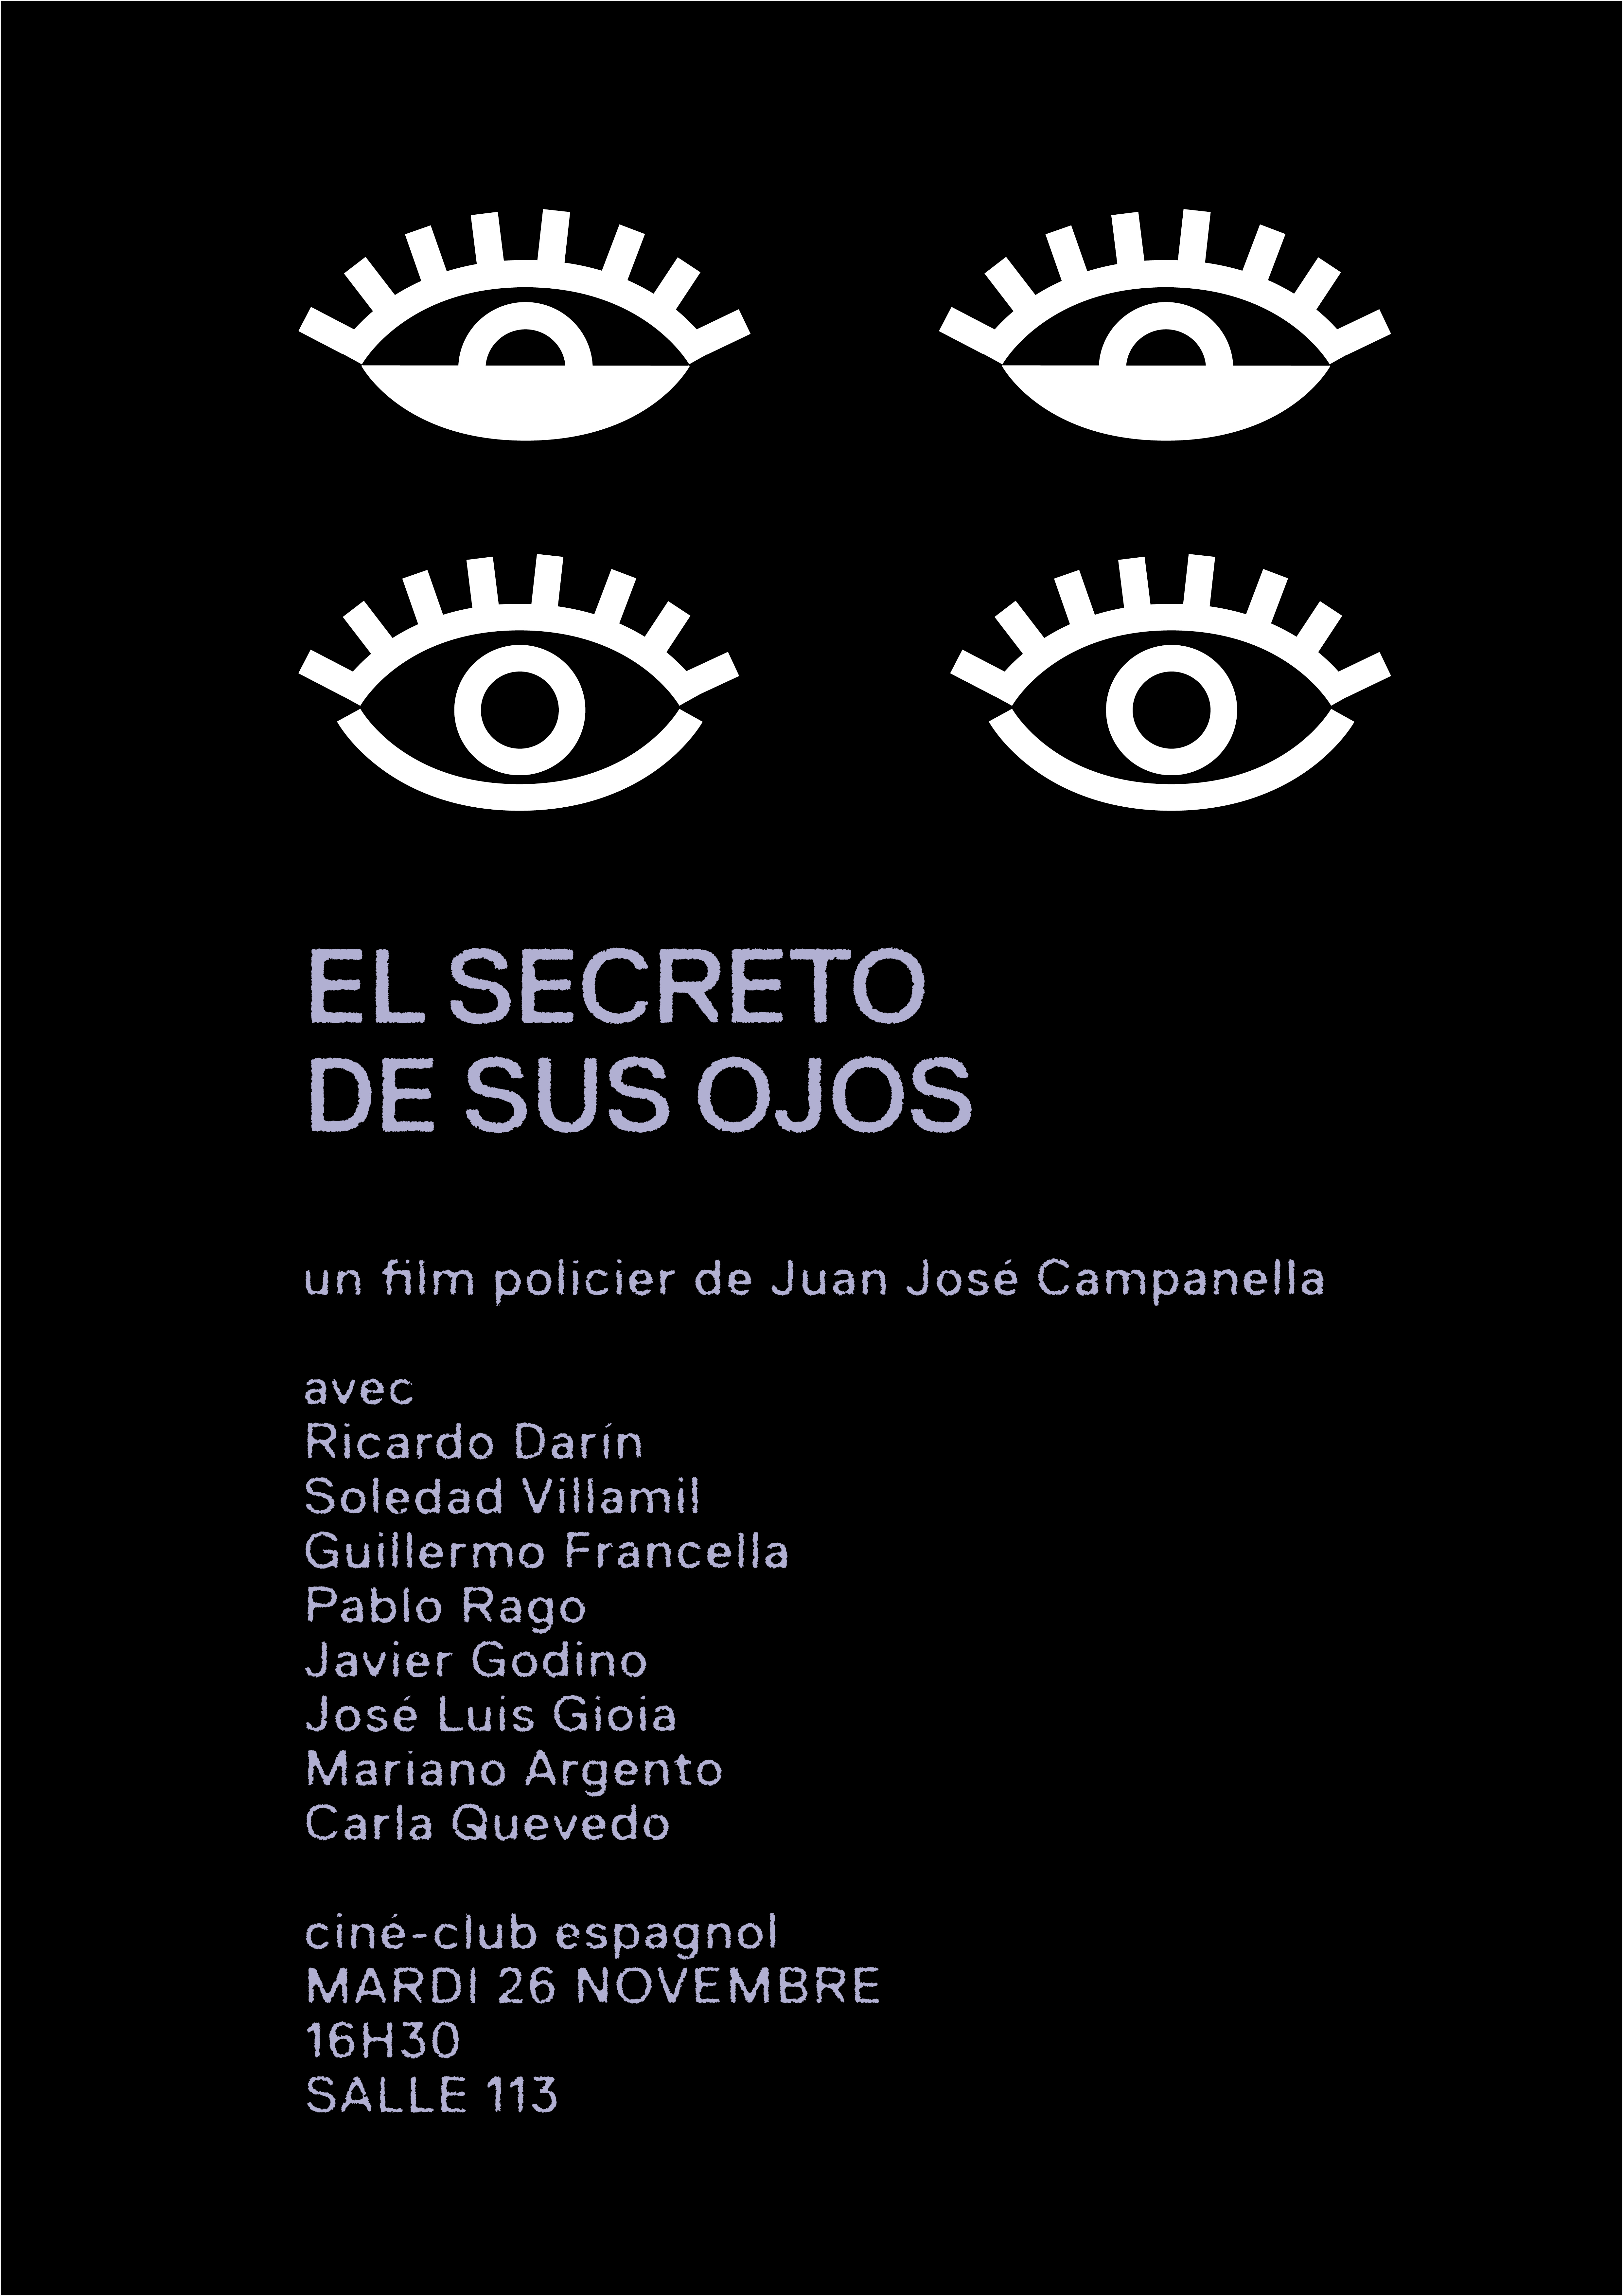 EL SECRETO
DE SUS OJOS
un film policier de Juan José Campanella
avec
Ricardo Darín
Soledad Villamil
Guillermo Francella
Pablo Rago
Javier Godino
José Luis Gioia
Mariano Argento
Carla Quevedo
ciné-club espagnol
MARDI 26 NOVEMBRE
16H30
SALLE 113